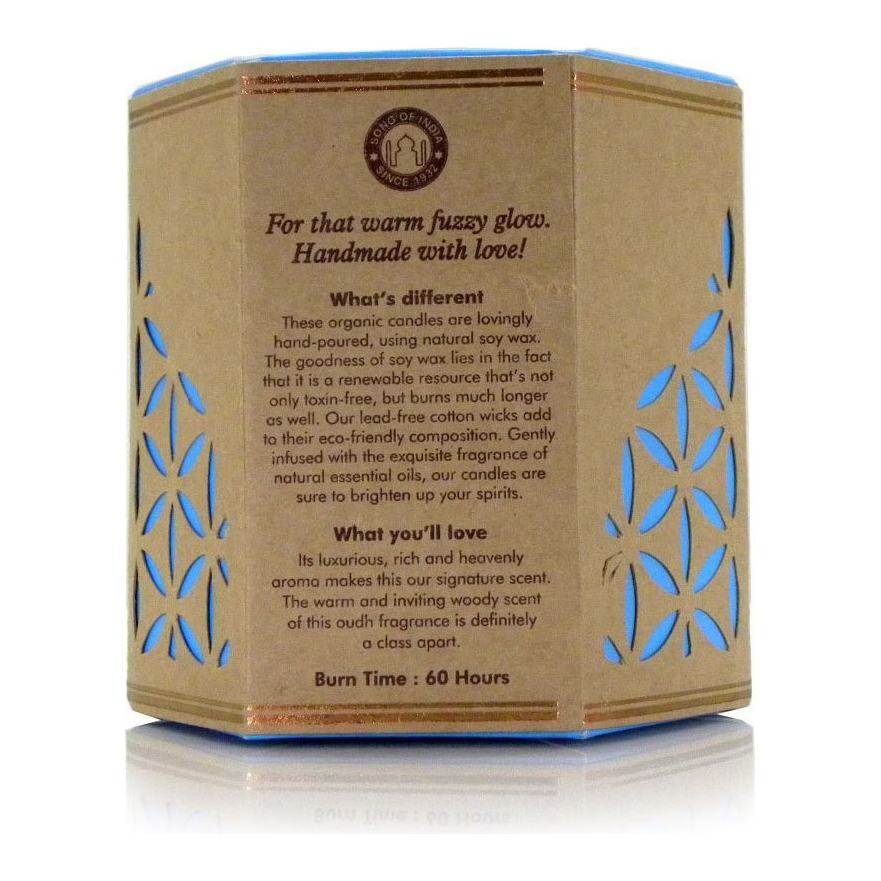 SONG OF INDIA
SINCE 1932
For that warm fuzzy glow.
Handmade with love!
What's different
These organic candles are lovingly
hand-poured, using natural soy wax.
The goodness of soy wax lies in the fact
that it is a renewable resource that's not
only toxin-free, but burns much longer
as well. Our lead-free cotton wicks add
to their eco-friendly composition. Gently
infused with the exquisite fragrance of
natural essential oils, our candles are
sure to brighten up your spirits.
What you'll love
Its luxurious, rich and heavenly
aroma makes this our signature scent.
The warm and inviting woody scent
of this oudh fragrance is definitely
a class apart.
Burn Time : 60 Hours